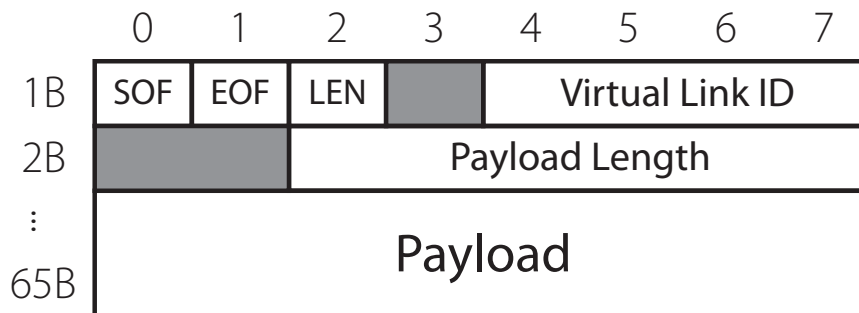 0 1 2 3 4 5 6 7
1B SOF EOF LEN Virtual Link ID
2B Payload Length
⋮
65B Payload